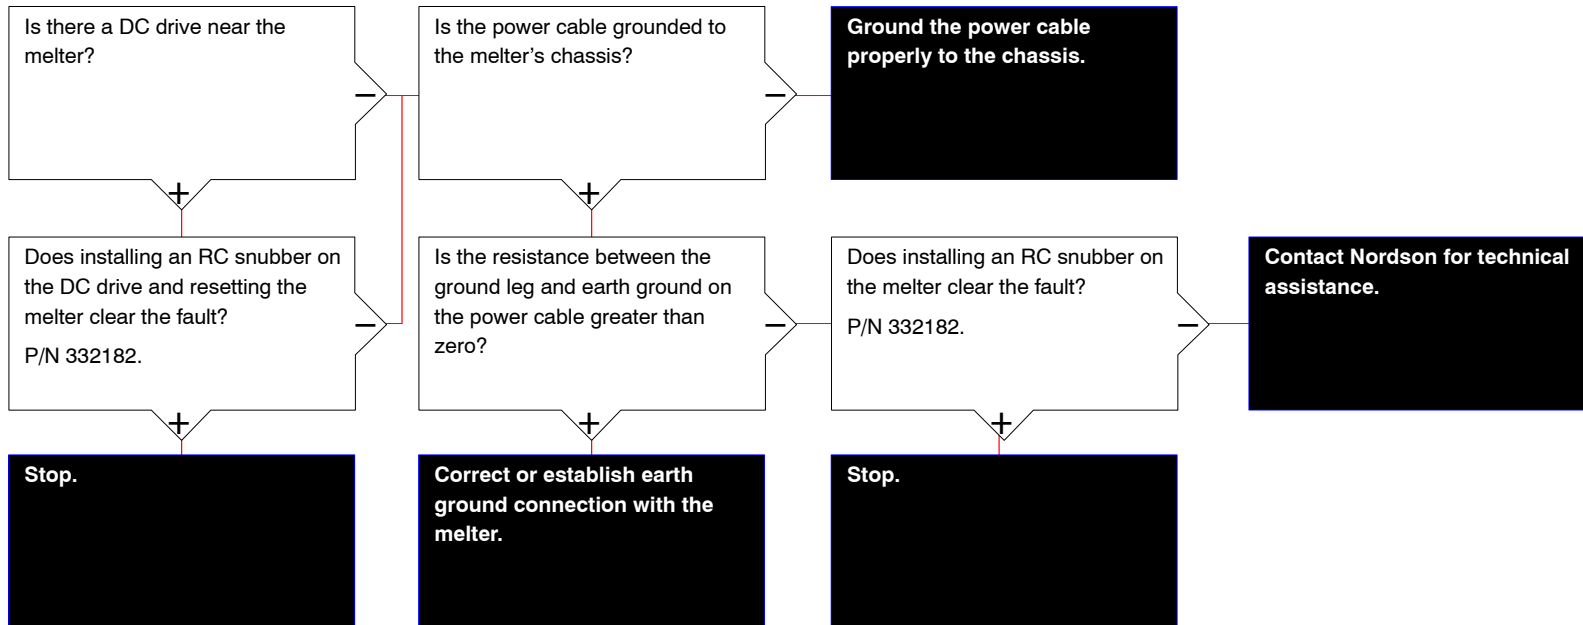 Is there a DC drive near the
melter?
−
+
Is the power cable grounded to
the melter’s chassis?
−
+
Ground the power cable
properly to the chassis.
Does installing an RC snubber on
the DC drive and resetting the
melter clear the fault?
P/N 332182.
−
+
Is the resistance between the
ground leg and earth ground on
the power cable greater than
zero?
−
+
Does installing an RC snubber on
the melter clear the fault?
P/N 332182.
−
+
Contact Nordson for technical
assistance.
Stop.
Correct or establish earth
ground connection with the
melter.
Stop.